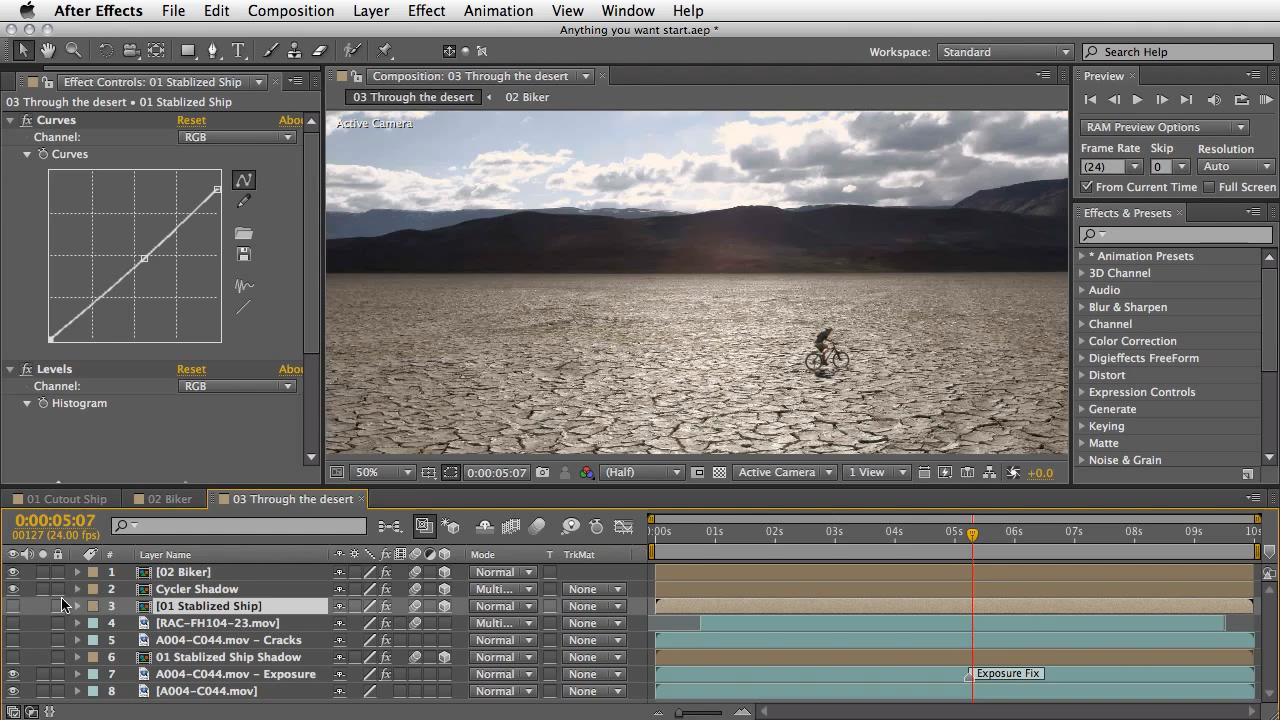 After Effects File Edit Composition Layer Effect Animation View Window Help
Anything you want start.aep *
Workspace: Standard Search Help
Effect Controls: 01 Stablized Ship
03 Through the desert • 01 Stablized Ship
Curves Reset Abou
Channel: RGB
Curves
Levels Reset Abou
Channel: RGB
Histogram
Composition: 03 Through the desert
03 Through the desert 02 Biker
Active Camera
50% 0:00:05:07 (Half) Active Camera 1 View +0.0
Preview
RAM Preview Options
Frame Rate Skip Resolution
(24) 0 Auto
From Current Time Full Screen
Effects & Presets
* Animation Presets
3D Channel
Audio
Blur & Sharpen
Channel
Color Correction
Digieffects FreeForm
Distort
Expression Controls
Generate
Keying
Matte
Noise & Grain
01 Cutout Ship 02 Biker 03 Through the desert
0:00:05:07
00127 (24.00 fps)
0:00s 01s 02s 03s 04s 05s 06s 07s 08s 09s 10s
# Layer Name fx Mode T TrkMat
1 [02 Biker] Normal
2 Cycler Shadow Multi... None
3 [01 Stablized Ship] Normal None
4 [RAC-FH104-23.mov] Multi... None
5 A004-C044.mov - Cracks Normal None
6 01 Stablized Ship Shadow Normal None
7 A004-C044.mov - Exposure Normal None Exposure Fix
8 [A004-C044.mov] Normal None